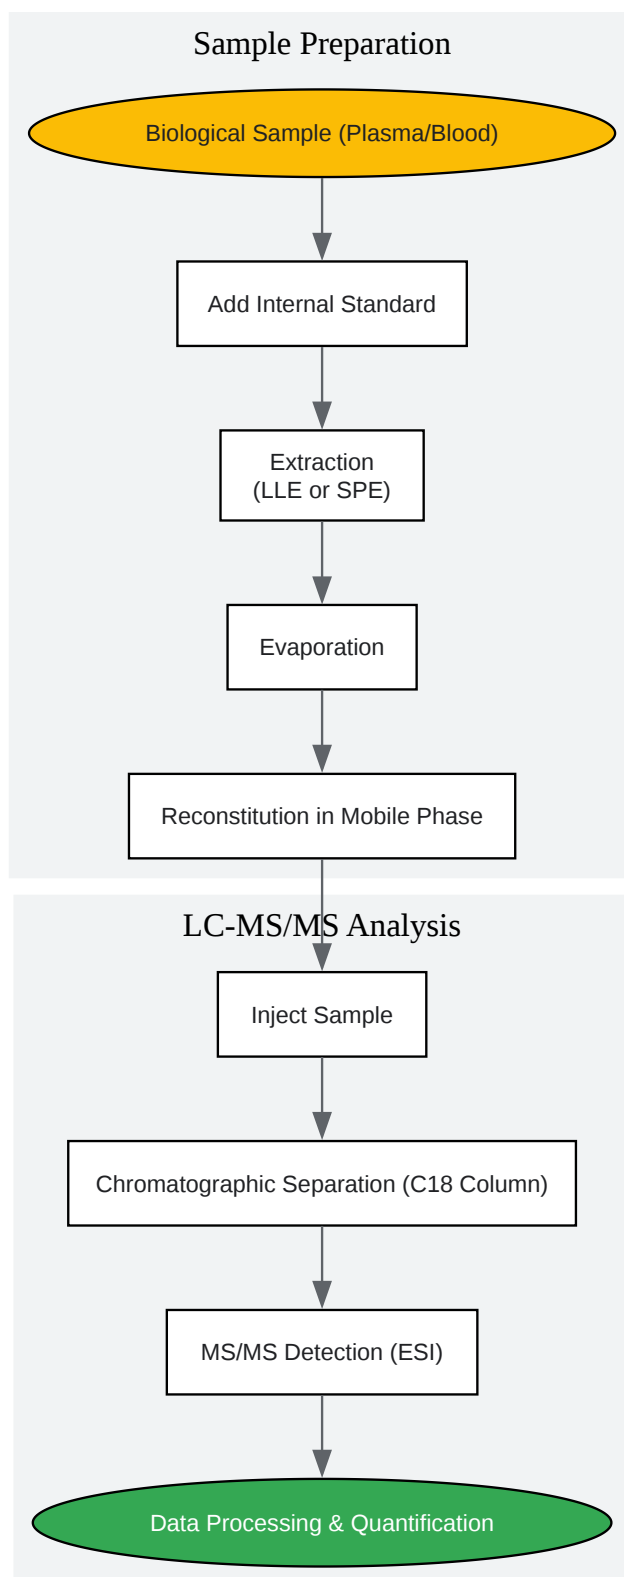 Sample Preparation
Biological Sample (Plasma/Blood)
Add Internal Standard
Extraction
(LLE or SPE)
Evaporation
Reconstitution in Mobile Phase
LC-MS/MS Analysis
Inject Sample
Chromatographic Separation (C18 Column)
MS/MS Detection (ESI)
Data Processing & Quantification